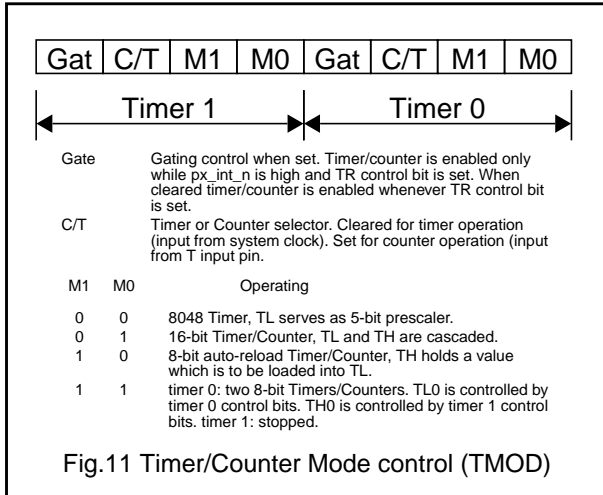 Gat C/T M1 M0 Gat C/T M1 M0
Timer 1 Timer 0
Gate Gating control when set. Timer/counter is enabled only
while px_int_n is high and TR control bit is set. When
cleared timer/counter is enabled whenever TR control bit
is set.
C/T Timer or Counter selector. Cleared for timer operation
(input from system clock). Set for counter operation (input
from T input pin.
M1 M0 Operating
0 0 8048 Timer, TL serves as 5-bit prescaler.
0 1 16-bit Timer/Counter, TL and TH are cascaded.
1 0 8-bit auto-reload Timer/Counter, TH holds a value
which is to be loaded into TL.
1 1 timer 0: two 8-bit Timers/Counters. TL0 is controlled by
timer 0 control bits. TH0 is controlled by timer 1 control
bits. timer 1: stopped.
Fig.11 Timer/Counter Mode control (TMOD)